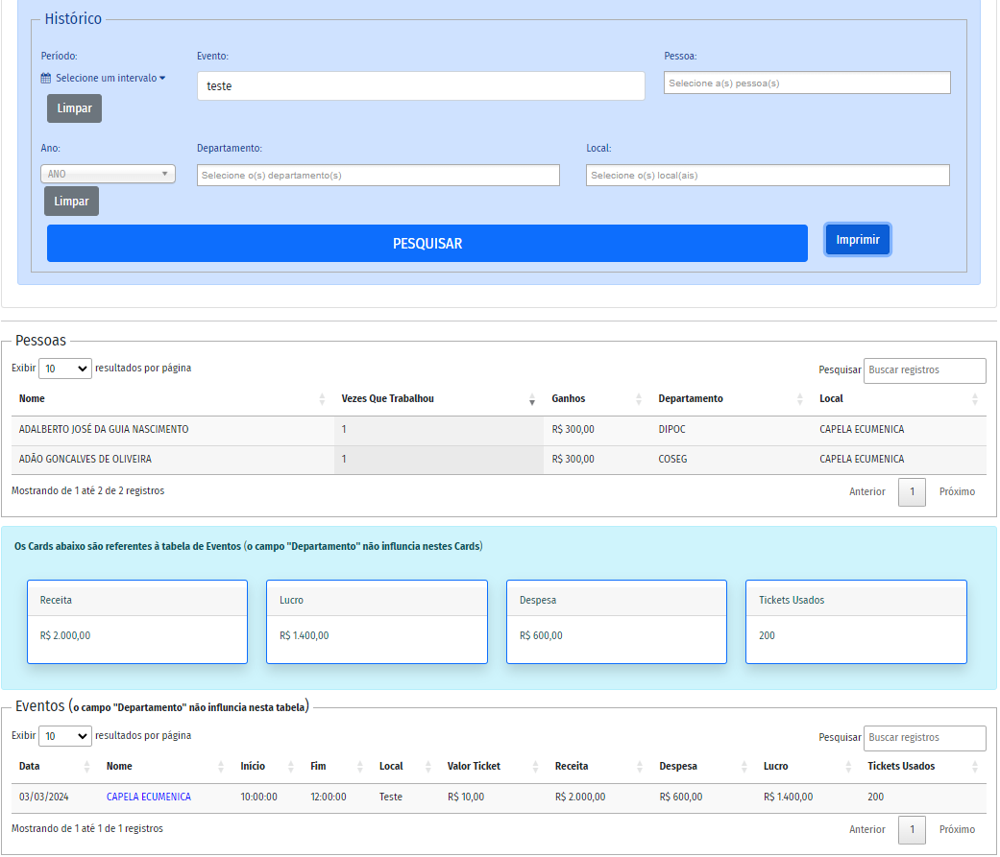 Histórico
Período: Evento: Pessoa:
Selecione um intervalo teste Selecione a(s) pessoa(s)
Limpar
Ano: Departamento: Local:
ANO Selecione o(s) departamento(s) Selecione o(s) local(ais)
Limpar
PESQUISAR Imprimir
Pessoas
Exibir 10 resultados por página Pesquisar Buscar registros
Nome Vezes Que Trabalhou Ganhos Departamento Local
ADALBERTO JOSÉ DA GUIA NASCIMENTO 1 R$ 300,00 DIPOC CAPELA ECUMENICA
ADÃO GONCALVES DE OLIVEIRA 1 R$ 300,00 COSEG CAPELA ECUMENICA
Mostrando de 1 até 2 de 2 registros Anterior 1 Próximo
Os Cards abaixo são referentes à tabela de Eventos (o campo "Departamento" não influncia nestes Cards)
Receita Lucro Despesa Tickets Usados
R$ 2.000,00 R$ 1.400,00 R$ 600,00 200
Eventos (o campo "Departamento" não influncia nesta tabela)
Exibir 10 resultados por página Pesquisar Buscar registros
Data Nome Início Fim Local Valor Ticket Receita Despesa Lucro Tickets Usados
03/03/2024 CAPELA ECUMENICA 10:00:00 12:00:00 Teste R$ 10,00 R$ 2.000,00 R$ 600,00 R$ 1.400,00 200
Mostrando de 1 até 1 de 1 registros Anterior 1 Próximo